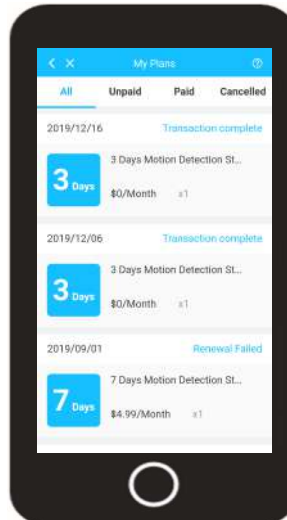 My Plans
All Unpaid Paid Cancelled
2019/12/16 Transaction complete
3 Days
3 Days Motion Detection St...
$0/Month x1
2019/12/06 Transaction complete
3 Days
3 Days Motion Detection St...
$0/Month x1
2019/09/01 Renewal Failed
7 Days
7 Days Motion Detection St...
$4.99/Month x1